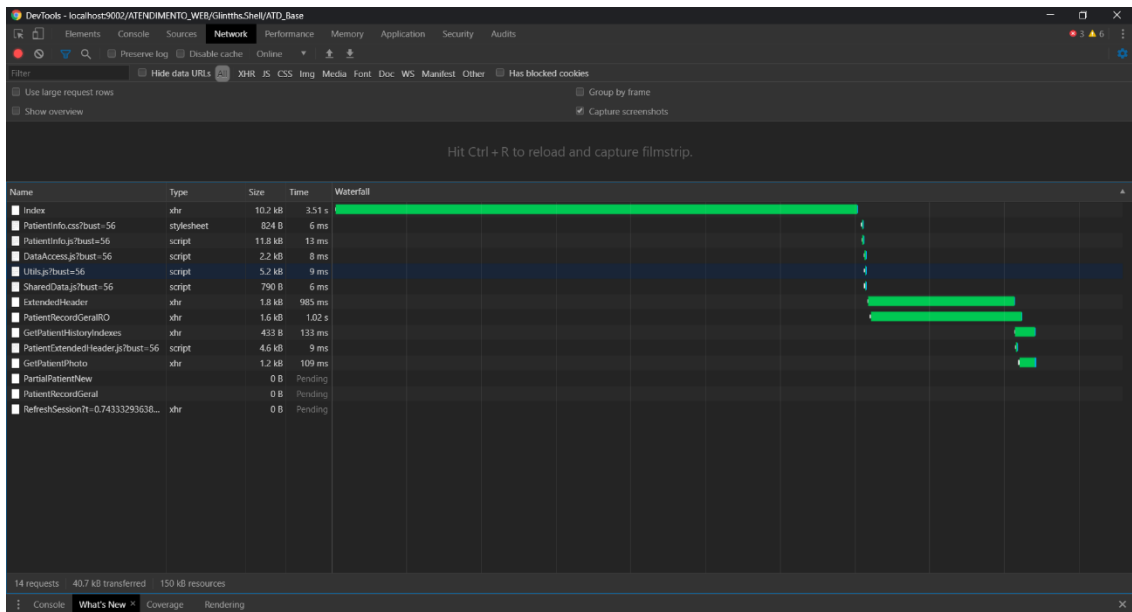 DevTools - localhost:9002/ATENDIMENTO_WEB/Glintths.Shell/ATD_Base
Elements Console Sources Network Performance Memory Application Security Audits 3 6
Preserve log Disable cache Online
Filter Hide data URLs All XHR JS CSS Img Media Font Doc WS Manifest Other Has blocked cookies
Use large request rows Group by frame
Show overview Capture screenshots
Hit Ctrl + R to reload and capture filmstrip.
Name Type Size Time Waterfall
Index xhr 10.2 kB 3.51 s
PatientInfo.css?bust=56 stylesheet 824 B 6 ms
PatientInfo.js?bust=56 script 11.8 kB 13 ms
DataAccess.js?bust=56 script 2.2 kB 8 ms
Utils.js?bust=56 script 5.2 kB 9 ms
SharedData.js?bust=56 script 790 B 6 ms
ExtendedHeader xhr 1.8 kB 985 ms
PatientRecordGeralRO xhr 1.6 kB 1.02 s
GetPatientHistoryIndexes xhr 433 B 133 ms
PatientExtendedHeader.js?bust=56 script 4.6 kB 9 ms
GetPatientPhoto xhr 1.2 kB 109 ms
PartialPatientNew 0 B Pending
PatientRecordGeral 0 B Pending
RefreshSession?t=0.74333293638... xhr 0 B Pending
14 requests 40.7 kB transferred 150 kB resources
Console What's New × Coverage Rendering